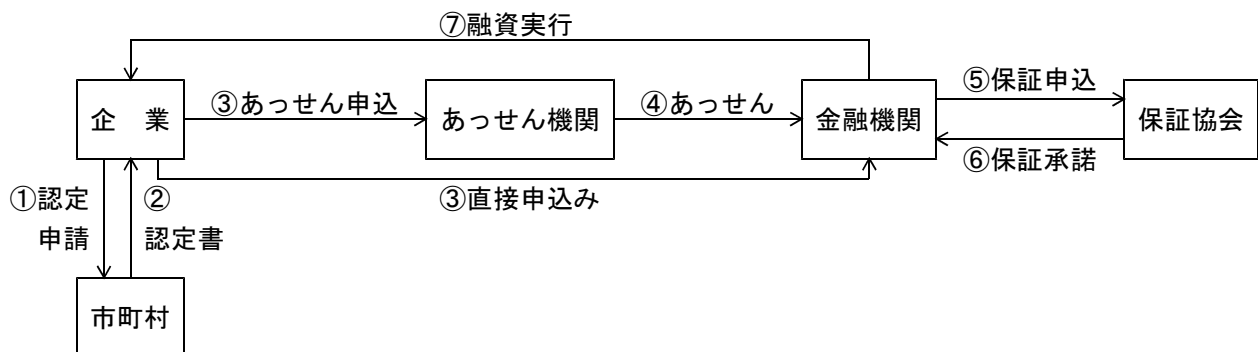 ⑦融資実行
企　業
③あっせん申込
あっせん機関
④あっせん
金融機関
⑤保証申込
保証協会
⑥保証承諾
③直接申込み
①認定
申請
②
認定書
市町村